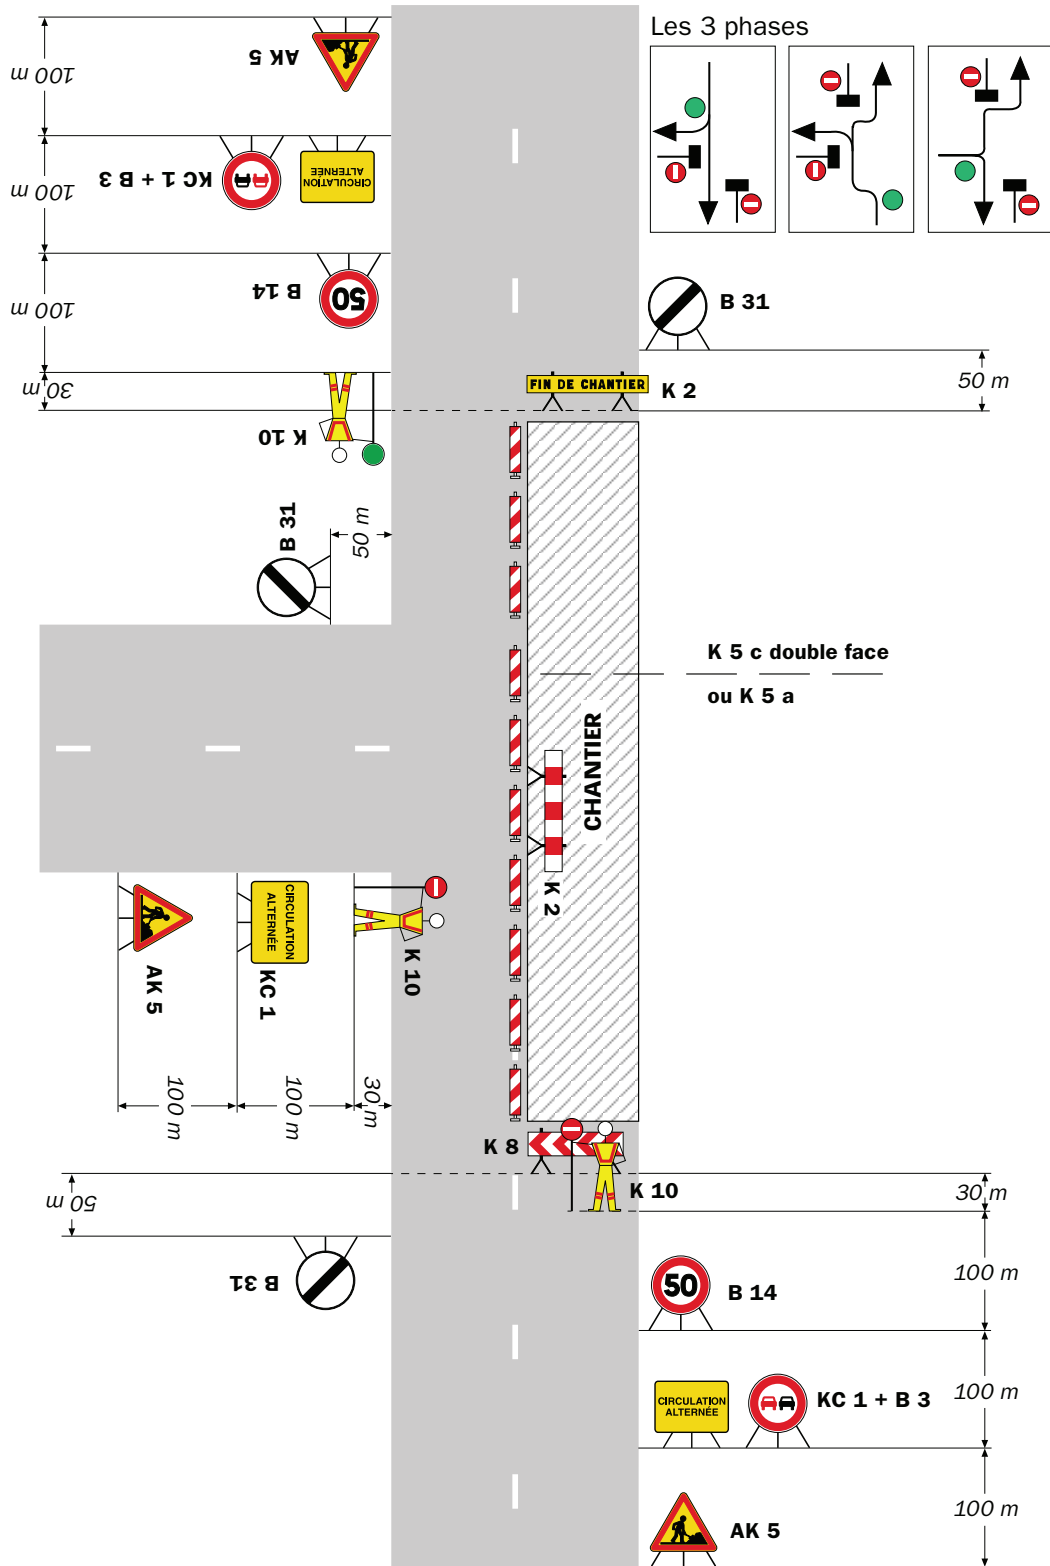 Les 3 phases
AK 5
100 m
CIRCULATION
ALTERNÉE
KC 1 + B 3
100 m
50
B 14
100 m
B 31
50 m
30 m
FIN DE CHANTIER
K 2
K 10
B 31
50 m
K 5 c double face
ou K 5 a
CHANTIER
K 2
AK 5
CIRCULATION
ALTERNÉE
KC 1
K 10
100 m
100 m
30 m
K 8
K 10
30 m
50 m
B 31
50
B 14
100 m
CIRCULATION
ALTERNÉE
KC 1 + B 3
100 m
AK 5
100 m